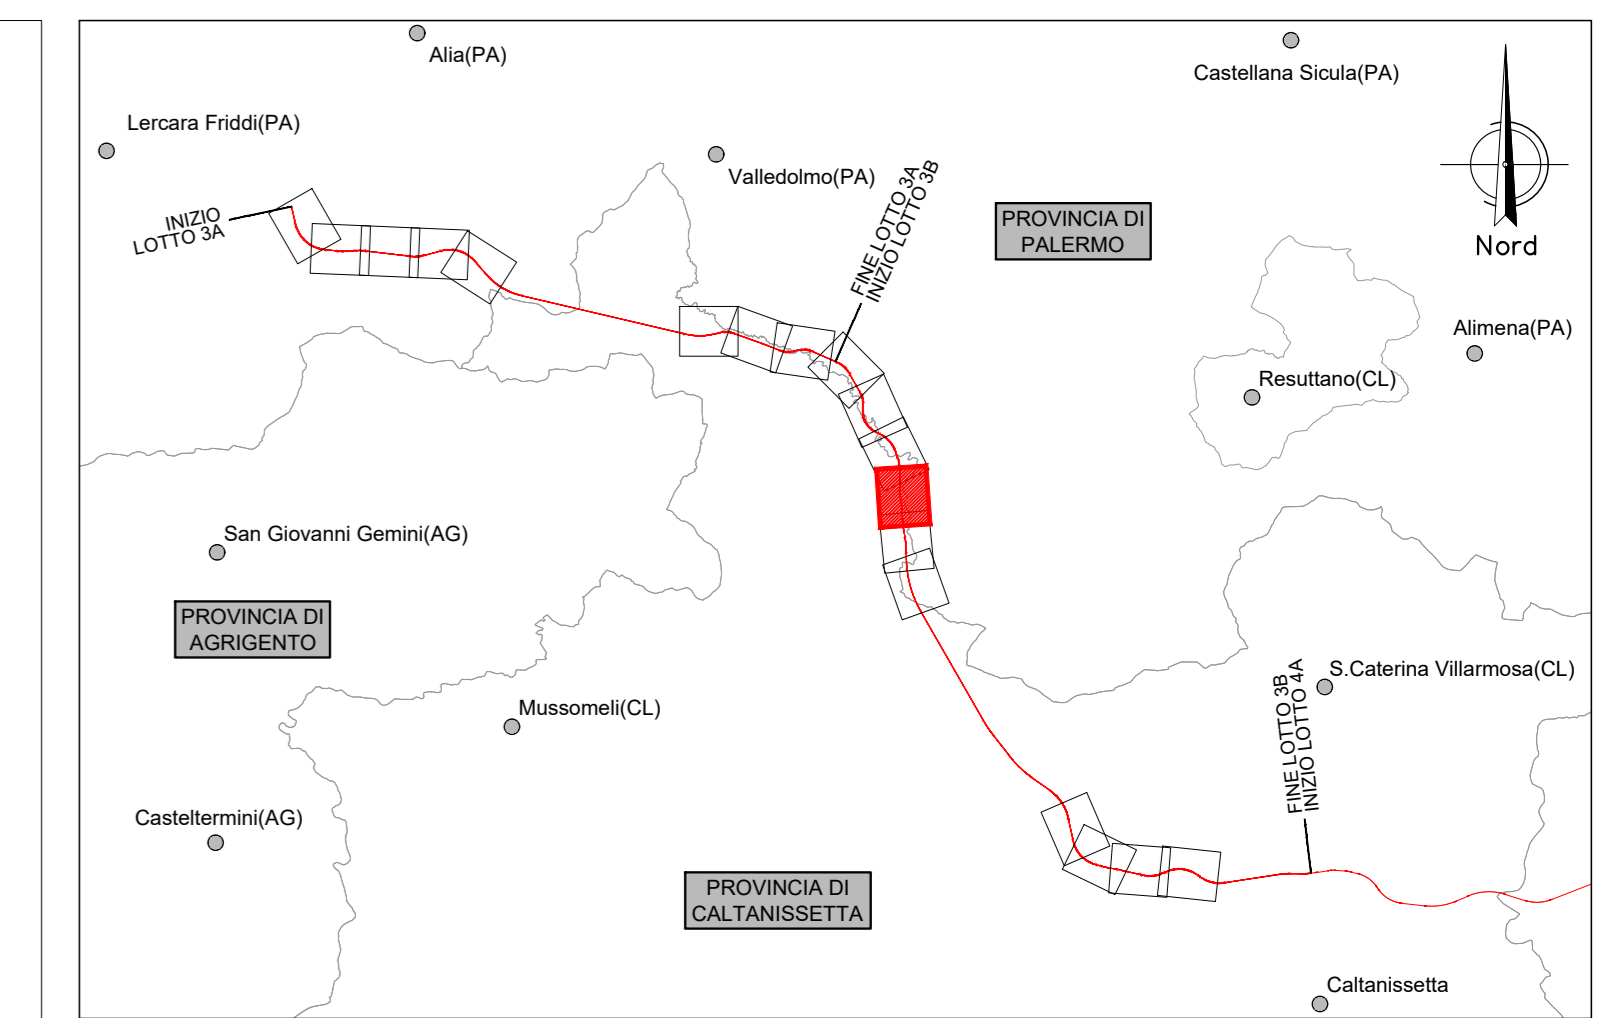 Alia(PA)
Castellana Sicula(PA)
Lercara Friddi(PA)
Valledolmo(PA)
INIZIO
LOTTO 3A
FINE LOTTO 3A
INIZIO LOTTO 3B
PROVINCIA DI
PALERMO
Nord
Alimena(PA)
Resuttano(CL)
San Giovanni Gemini(AG)
PROVINCIA DI
AGRIGENTO
S.Caterina Villarmosa(CL)
FINE LOTTO 3B
INIZIO LOTTO 4A
Mussomeli(CL)
Casteltermini(AG)
PROVINCIA DI
CALTANISSETTA
Caltanissetta